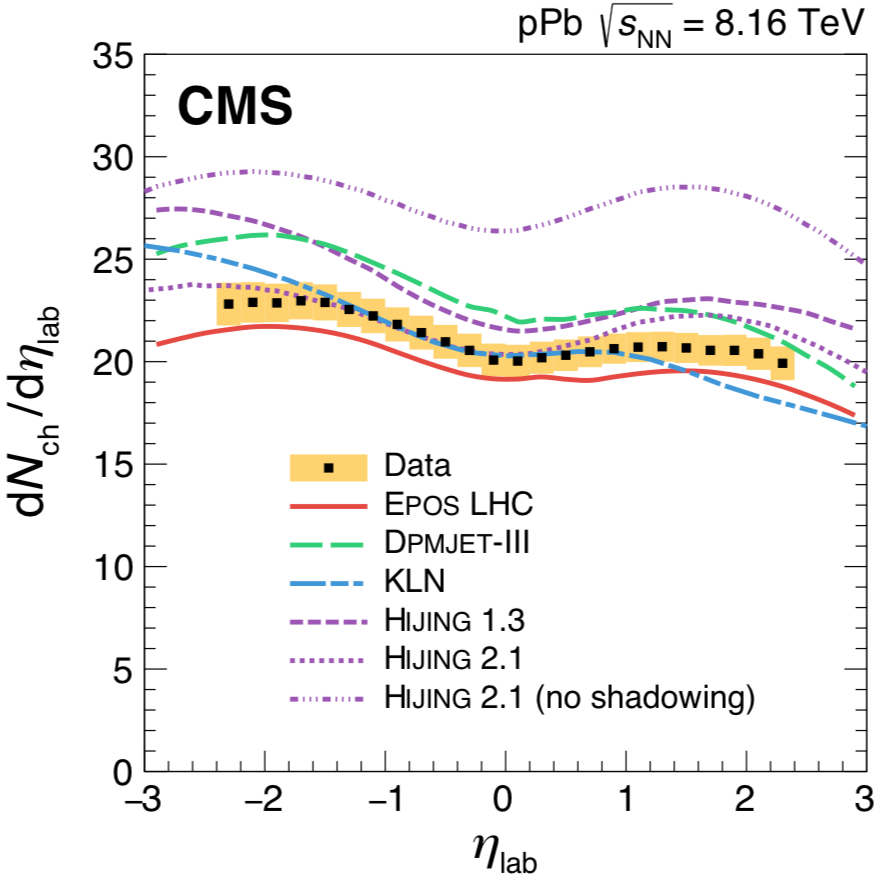 pPb √sNN = 8.16 TeV
CMS
35
30
25
20
15
10
5
0
dNch/dηlab
Data
EPOS LHC
DPMJET-III
KLN
HIJING 1.3
HIJING 2.1
HIJING 2.1 (no shadowing)
−3 −2 −1 0 1 2 3
ηlab